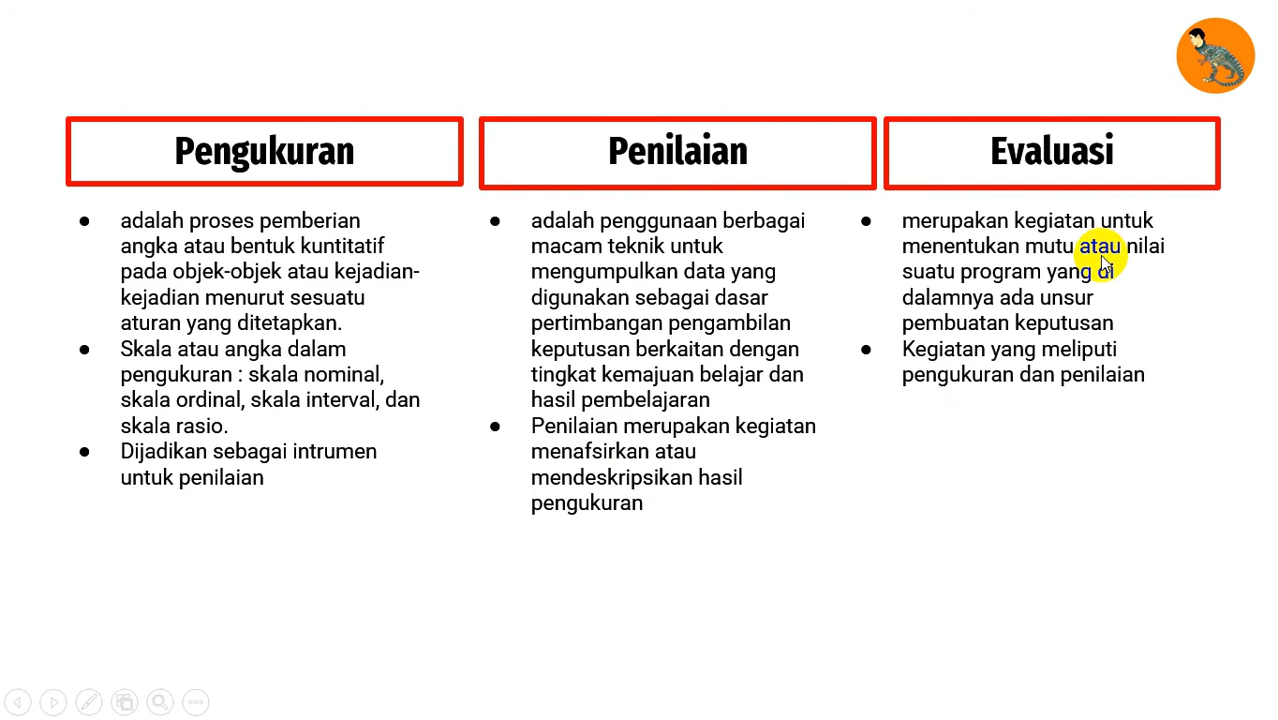 Pengukuran
● adalah proses pemberian
angka atau bentuk kuntitatif
pada objek-objek atau kejadian-
kejadian menurut sesuatu
aturan yang ditetapkan.
● Skala atau angka dalam
pengukuran : skala nominal,
skala ordinal, skala interval, dan
skala rasio.
● Dijadikan sebagai intrumen
untuk penilaian
Penilaian
● adalah penggunaan berbagai
macam teknik untuk
mengumpulkan data yang
digunakan sebagai dasar
pertimbangan pengambilan
keputusan berkaitan dengan
tingkat kemajuan belajar dan
hasil pembelajaran
● Penilaian merupakan kegiatan
menafsirkan atau
mendeskripsikan hasil
pengukuran
Evaluasi
● merupakan kegiatan untuk
menentukan mutu atau nilai
suatu program yang di
dalamnya ada unsur
pembuatan keputusan
● Kegiatan yang meliputi
pengukuran dan penilaian